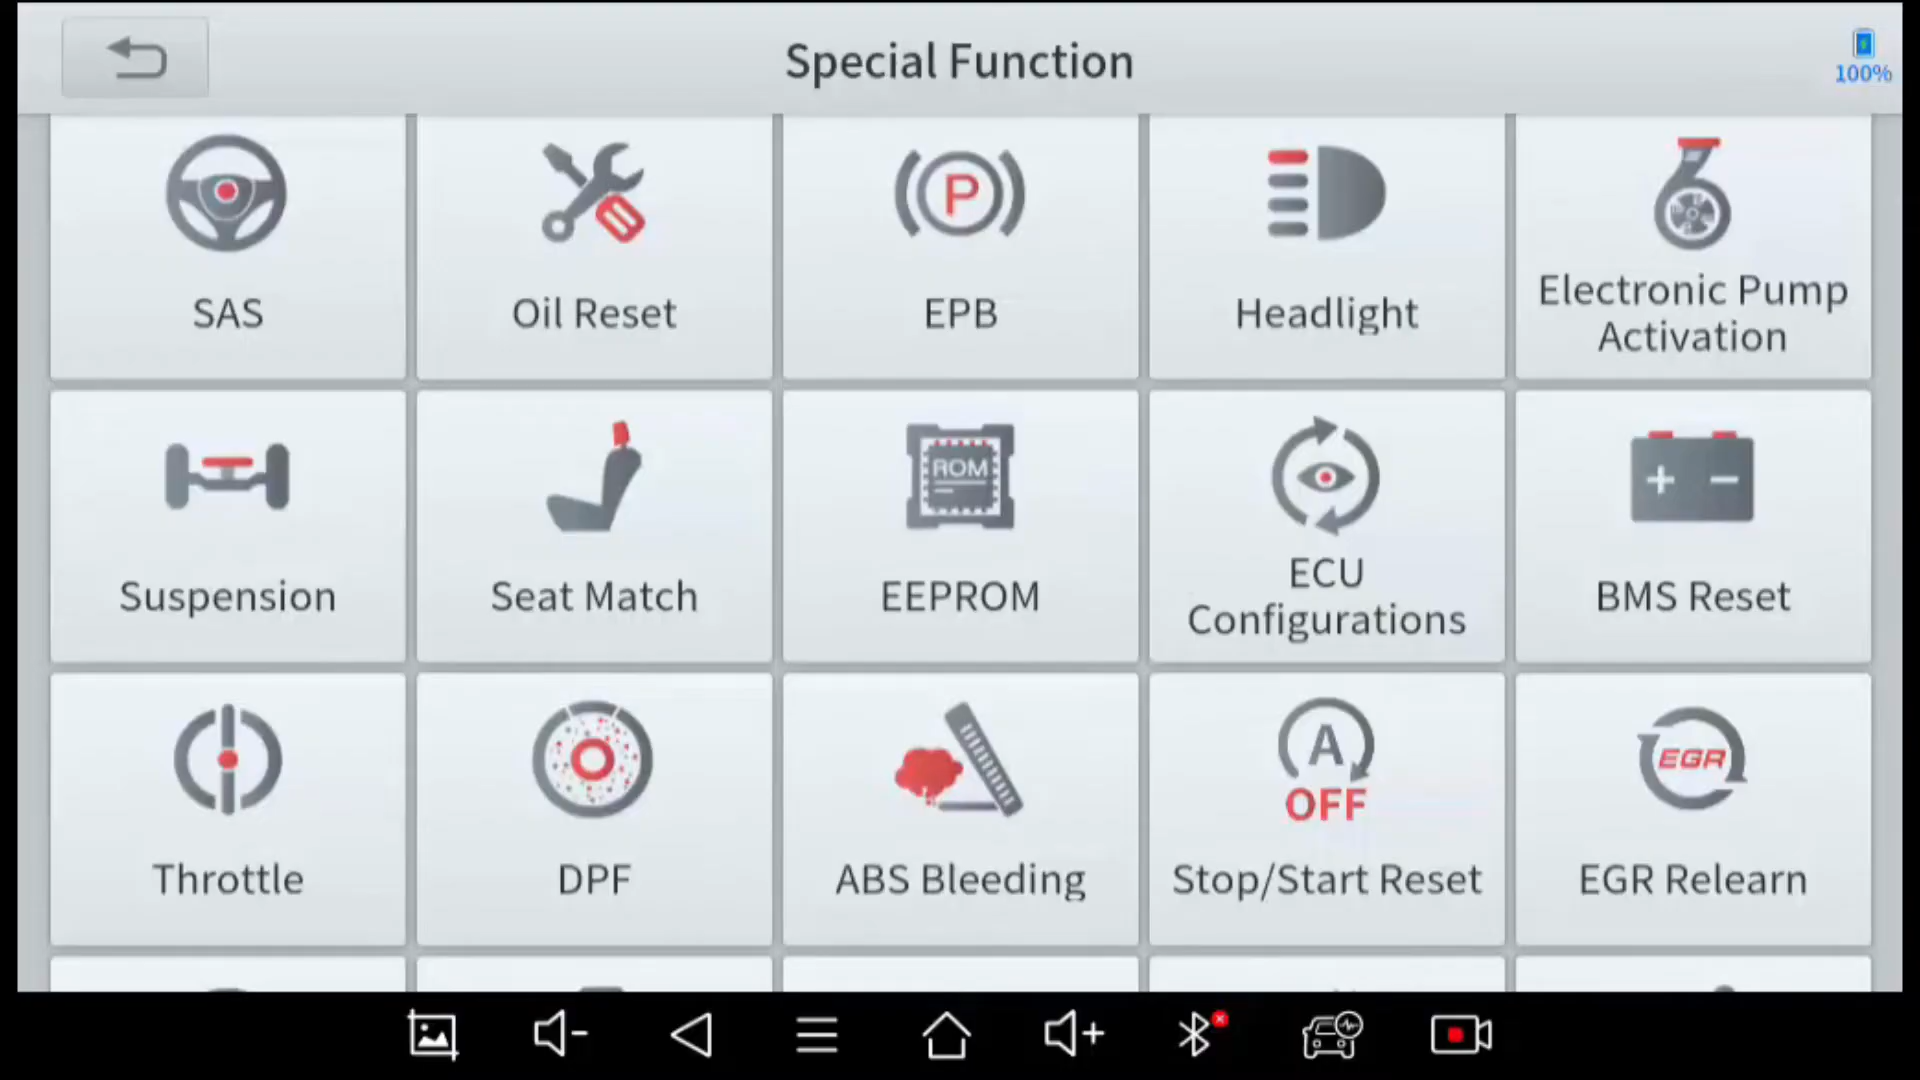 Special Function
100%
P
SAS
Oil Reset
EPB
Headlight
Electronic Pump
Activation
ROM
Suspension
Seat Match
EEPROM
ECU
Configurations
BMS Reset
A
OFF
EGR
Throttle
DPF
ABS Bleeding
Stop/Start Reset
EGR Relearn